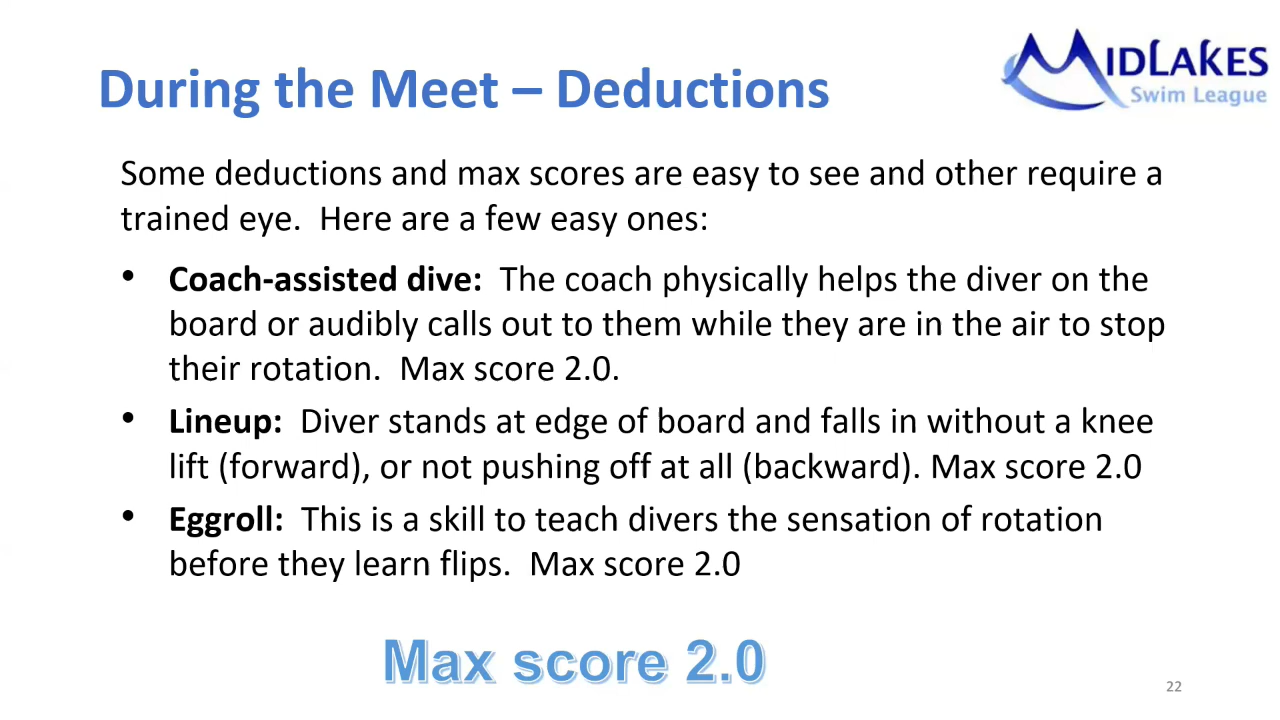 During the Meet – Deductions
MIDLAKES
Swim League
Some deductions and max scores are easy to see and other require a
trained eye.  Here are a few easy ones:
• Coach-assisted dive:  The coach physically helps the diver on the
board or audibly calls out to them while they are in the air to stop
their rotation.  Max score 2.0.
• Lineup:  Diver stands at edge of board and falls in without a knee
lift (forward), or not pushing off at all (backward). Max score 2.0
• Eggroll:  This is a skill to teach divers the sensation of rotation
before they learn flips.  Max score 2.0
Max score 2.0
22